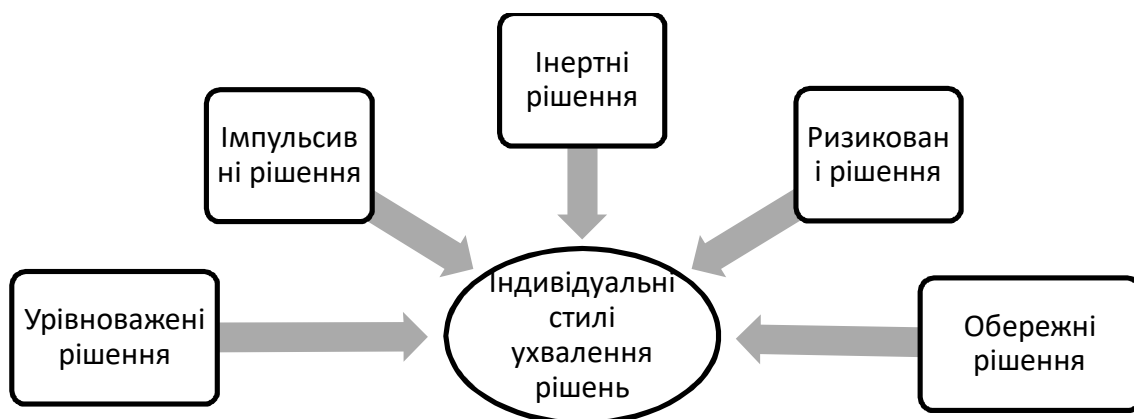 Інертні
рішення
Імпульсив
ні рішення
Ризикован
і рішення
Урівноважені
рішення
Індивідуальні
стилі
ухвалення
рішень
Обережні
рішення